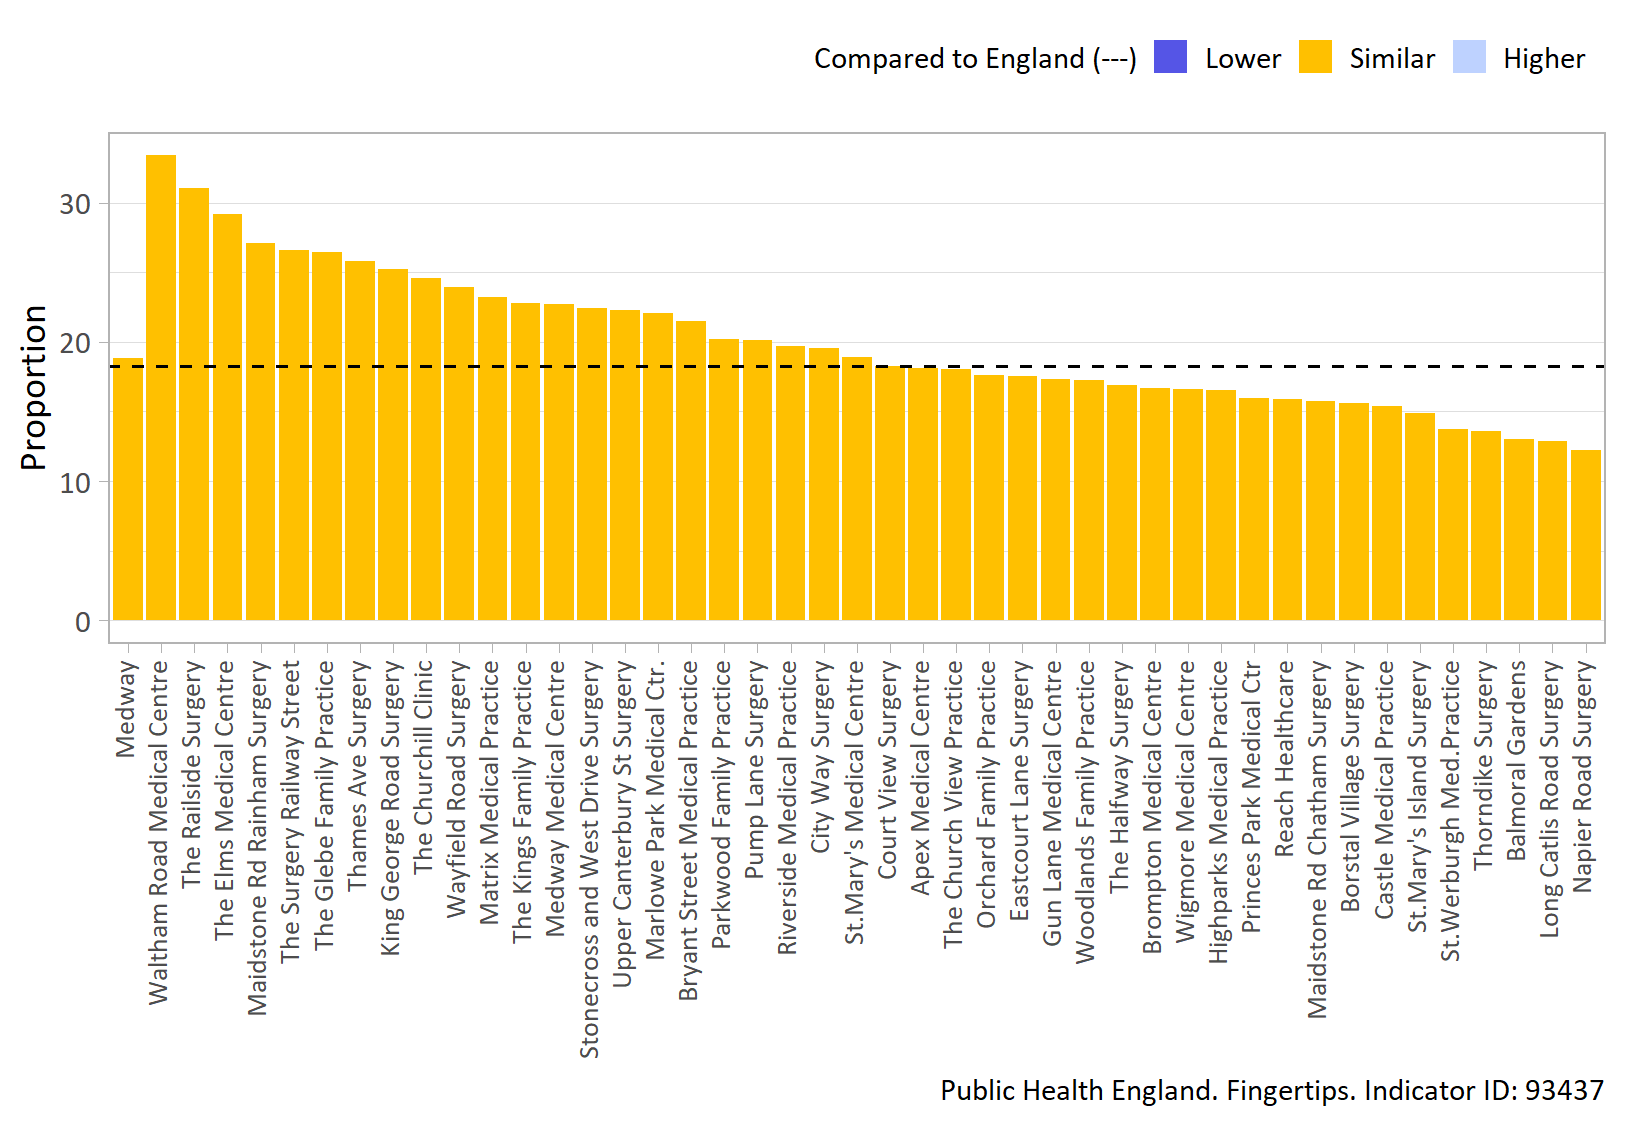 Compared to England (---) Lower Similar Higher
Proportion
30
20
10
0
Medway
Waltham Road Medical Centre
The Railside Surgery
The Elms Medical Centre
Maidstone Rd Rainham Surgery
The Surgery Railway Street
The Glebe Family Practice
Thames Ave Surgery
King George Road Surgery
The Churchill Clinic
Wayfield Road Surgery
Matrix Medical Practice
The Kings Family Practice
Medway Medical Centre
Stonecross and West Drive Surgery
Upper Canterbury St Surgery
Marlowe Park Medical Ctr.
Bryant Street Medical Practice
Parkwood Family Practice
Pump Lane Surgery
Riverside Medical Practice
City Way Surgery
St.Mary's Medical Centre
Court View Surgery
Apex Medical Centre
The Church View Practice
Orchard Family Practice
Eastcourt Lane Surgery
Gun Lane Medical Centre
Woodlands Family Practice
The Halfway Surgery
Brompton Medical Centre
Wigmore Medical Centre
Highparks Medical Practice
Princes Park Medical Ctr
Reach Healthcare
Maidstone Rd Chatham Surgery
Borstal Village Surgery
Castle Medical Practice
St.Mary's Island Surgery
St.Werburgh Med.Practice
Thorndike Surgery
Balmoral Gardens
Long Catlis Road Surgery
Napier Road Surgery
Public Health England. Fingertips. Indicator ID: 93437